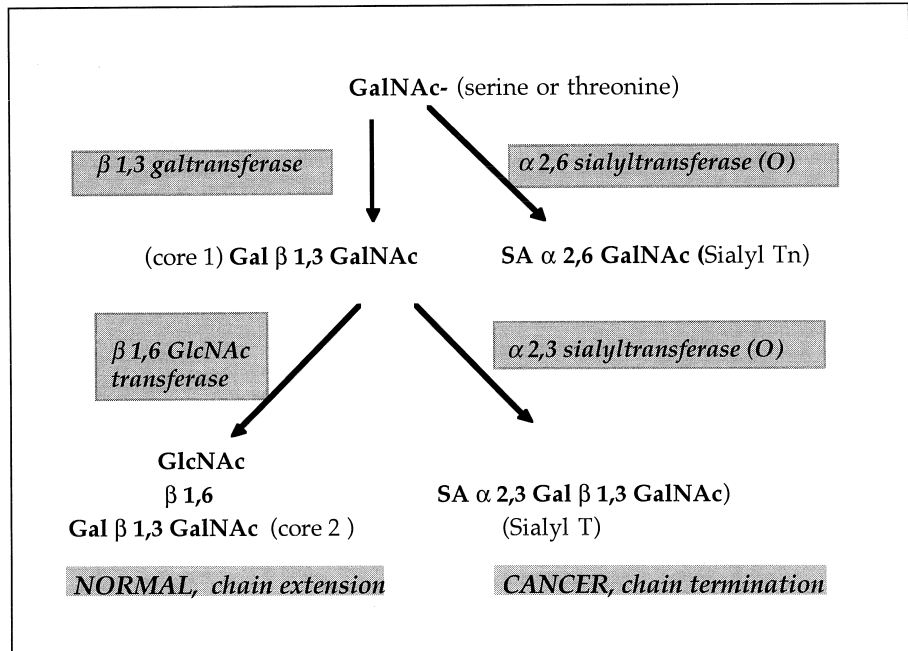 GalNAc- (serine or threonine)
β 1,3 galtransferase
α 2,6 sialyltransferase (O)
(core 1) Gal β 1,3 GalNAc
SA α 2,6 GalNAc (Sialyl Tn)
β 1,6 GlcNAc
transferase
α 2,3 sialyltransferase (O)
GlcNAc
β 1,6
Gal β 1,3 GalNAc (core 2 )
SA α 2,3 Gal β 1,3 GalNAc)
(Sialyl T)
NORMAL, chain extension
CANCER, chain termination